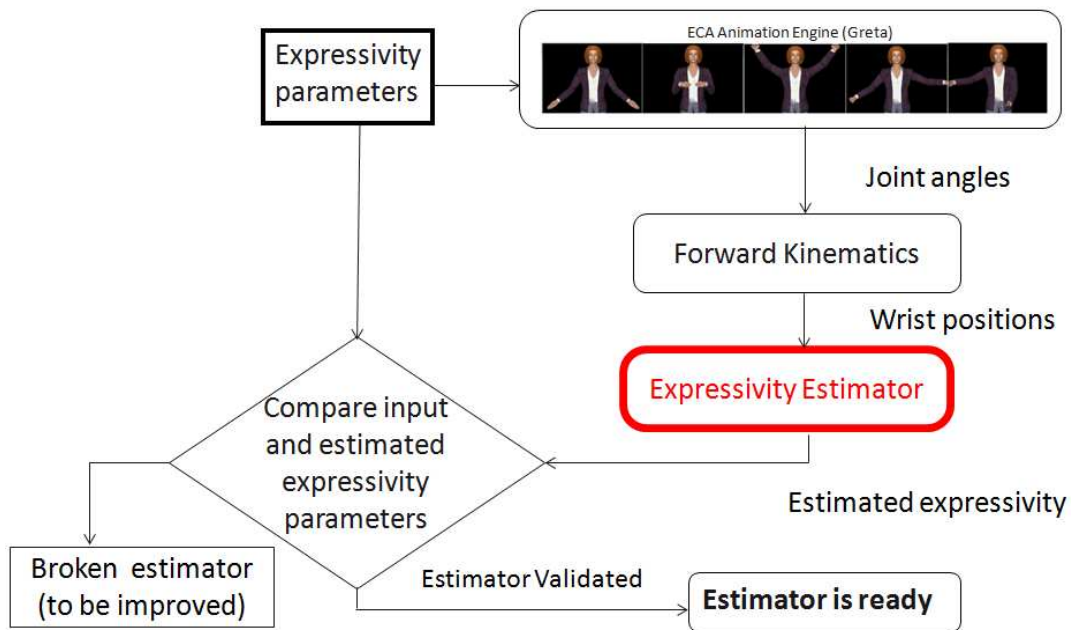 ECA Animation Engine (Greta)
Expressivity
parameters
Joint angles
Forward Kinematics
Wrist positions
Expressivity Estimator
Compare input
and estimated
expressivity
parameters
Estimated expressivity
Broken estimator
(to be improved)
Estimator Validated
Estimator is ready